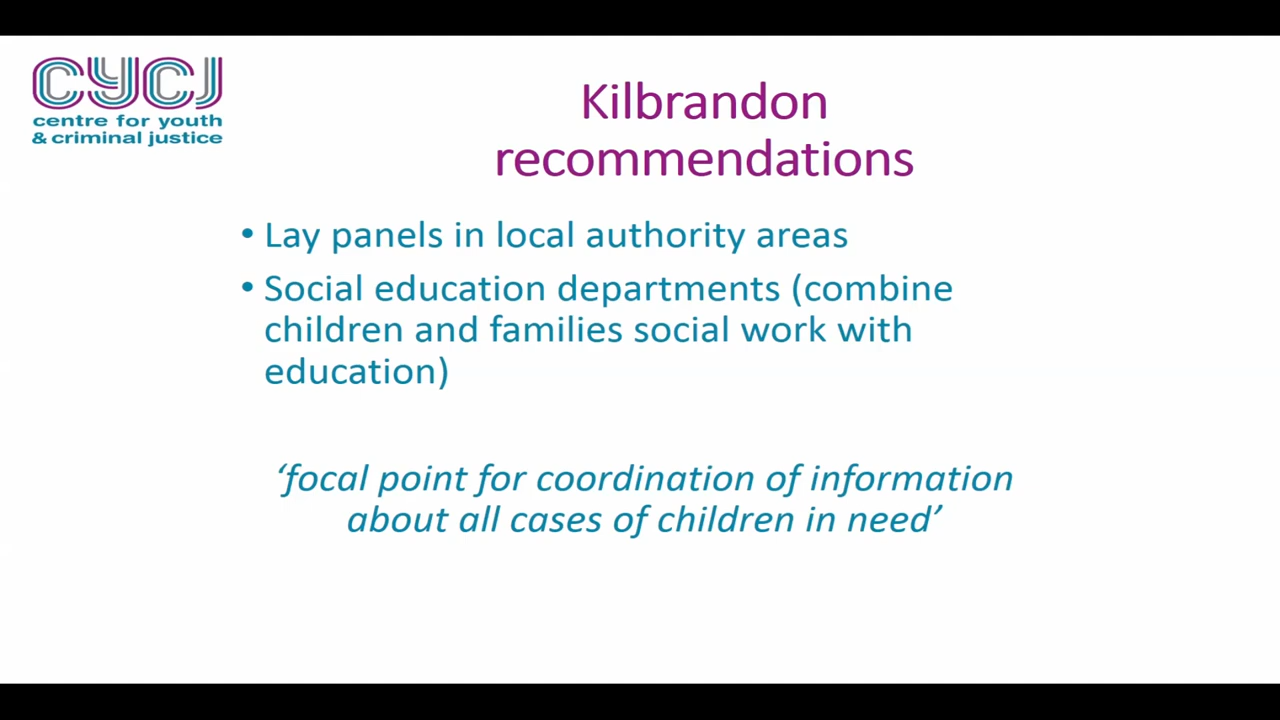 CYCJ
centre for youth
& criminal justice
Kilbrandon
recommendations
• Lay panels in local authority areas
• Social education departments (combine
children and families social work with
education)
‘focal point for coordination of information
about all cases of children in need’